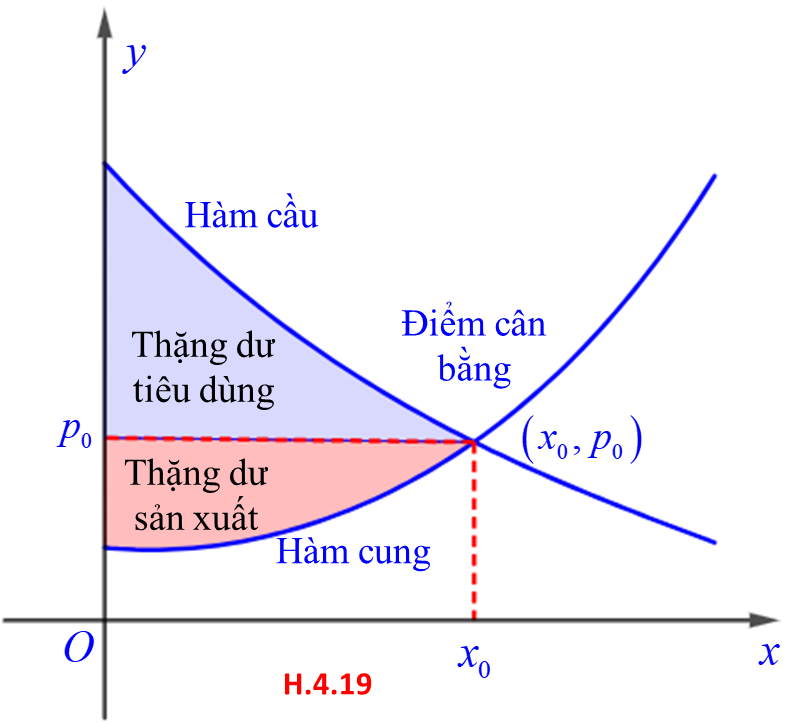 y
Hàm cầu
Điểm cân
bằng
Thặng dư
tiêu dùng
p₀
(x₀, p₀)
Thặng dư
sản xuất
Hàm cung
O
x₀
x
H.4.19